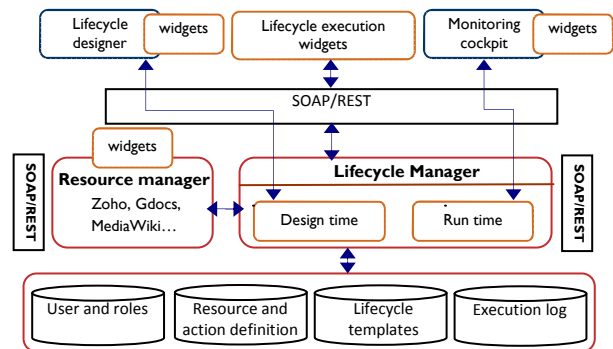 Lifecycle
designer
widgets
Lifecycle execution
widgets
Monitoring
cockpit
widgets
SOAP/REST
widgets
SOAP/REST
Resource manager
Zoho, Gdocs,
MediaWiki...
Lifecycle Manager
Design time
Run time
SOAP/REST
User and roles
Resource and
action definition
Lifecycle
templates
Execution log